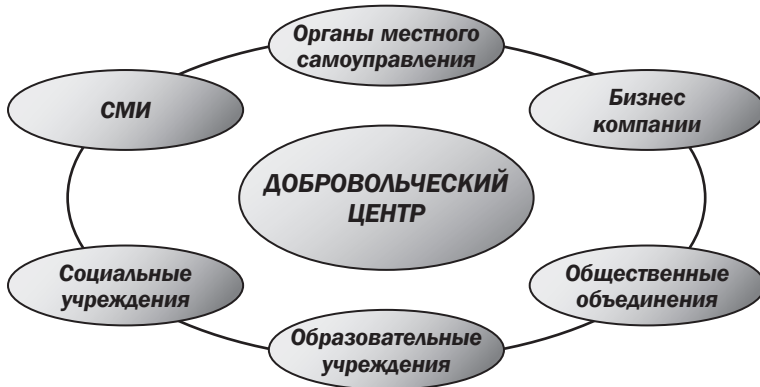 Органы местного
самоуправления
СМИ
Бизнес
компании
ДОБРОВОЛЬЧЕСКИЙ
ЦЕНТР
Социальные
учреждения
Общественные
объединения
Образовательные
учреждения